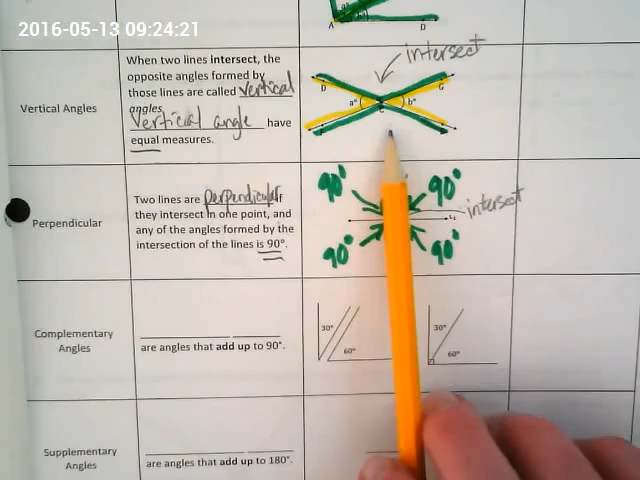 2016-05-13 09:24:21
A
D
Vertical Angles
When two lines intersect, the
opposite angles formed by
those lines are called vertical
angles.
Vertical angle have
equal measures.
intersect
D
G
a°
b°
C
Perpendicular
Two lines are perpendicular if
they intersect in one point, and
any of the angles formed by the
intersection of the lines is 90°.
90°
90°
intersect
90°
90°
Complementary
Angles
are angles that add up to 90°.
30°
60°
30°
60°
Supplementary
Angles
are angles that add up to 180°.